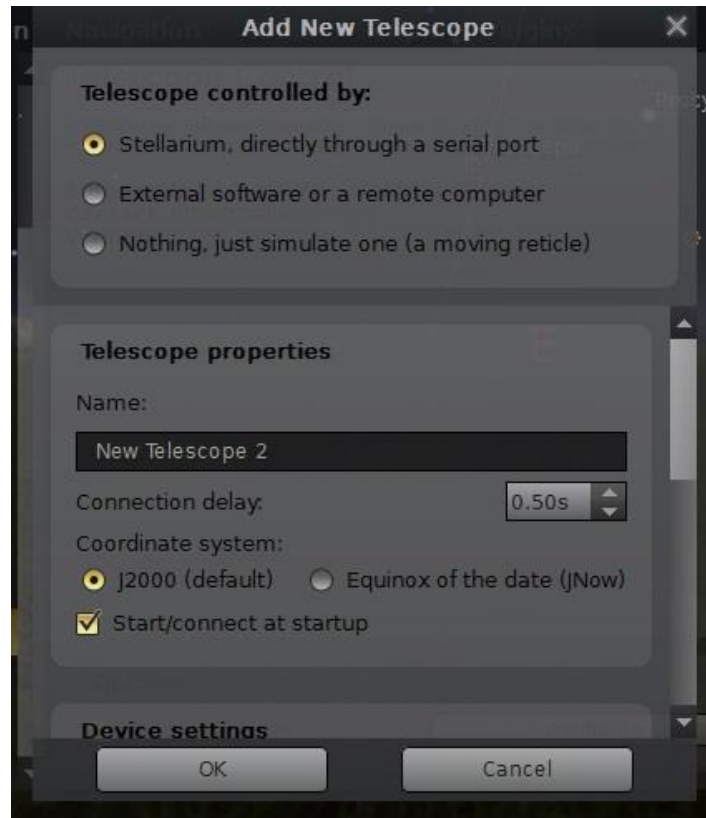 Add New Telescope
Telescope controlled by:
Stellarium, directly through a serial port
External software or a remote computer
Nothing, just simulate one (a moving reticle)
Telescope properties
Name:
New Telescope 2
Connection delay: 0.50s
Coordinate system:
J2000 (default) Equinox of the date (JNow)
Start/connect at startup
Device settings
OK Cancel